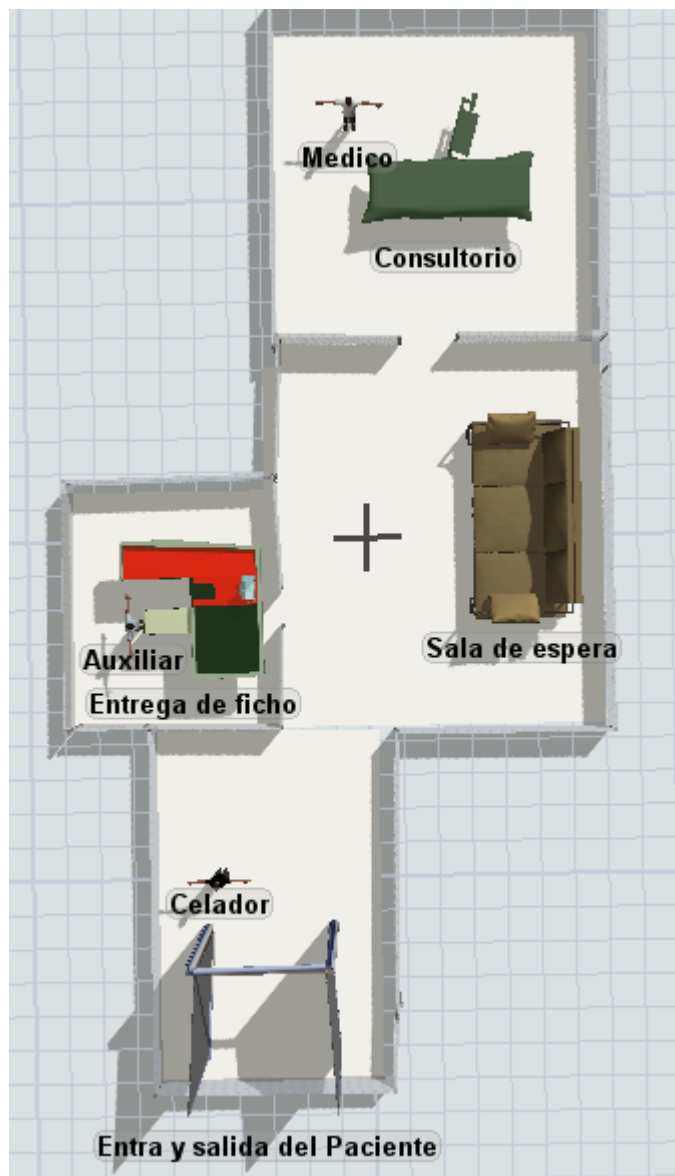 Medico
Consultorio
Sala de espera
Auxiliar
Entrega de ficho
Celador
Entra y salida del Paciente